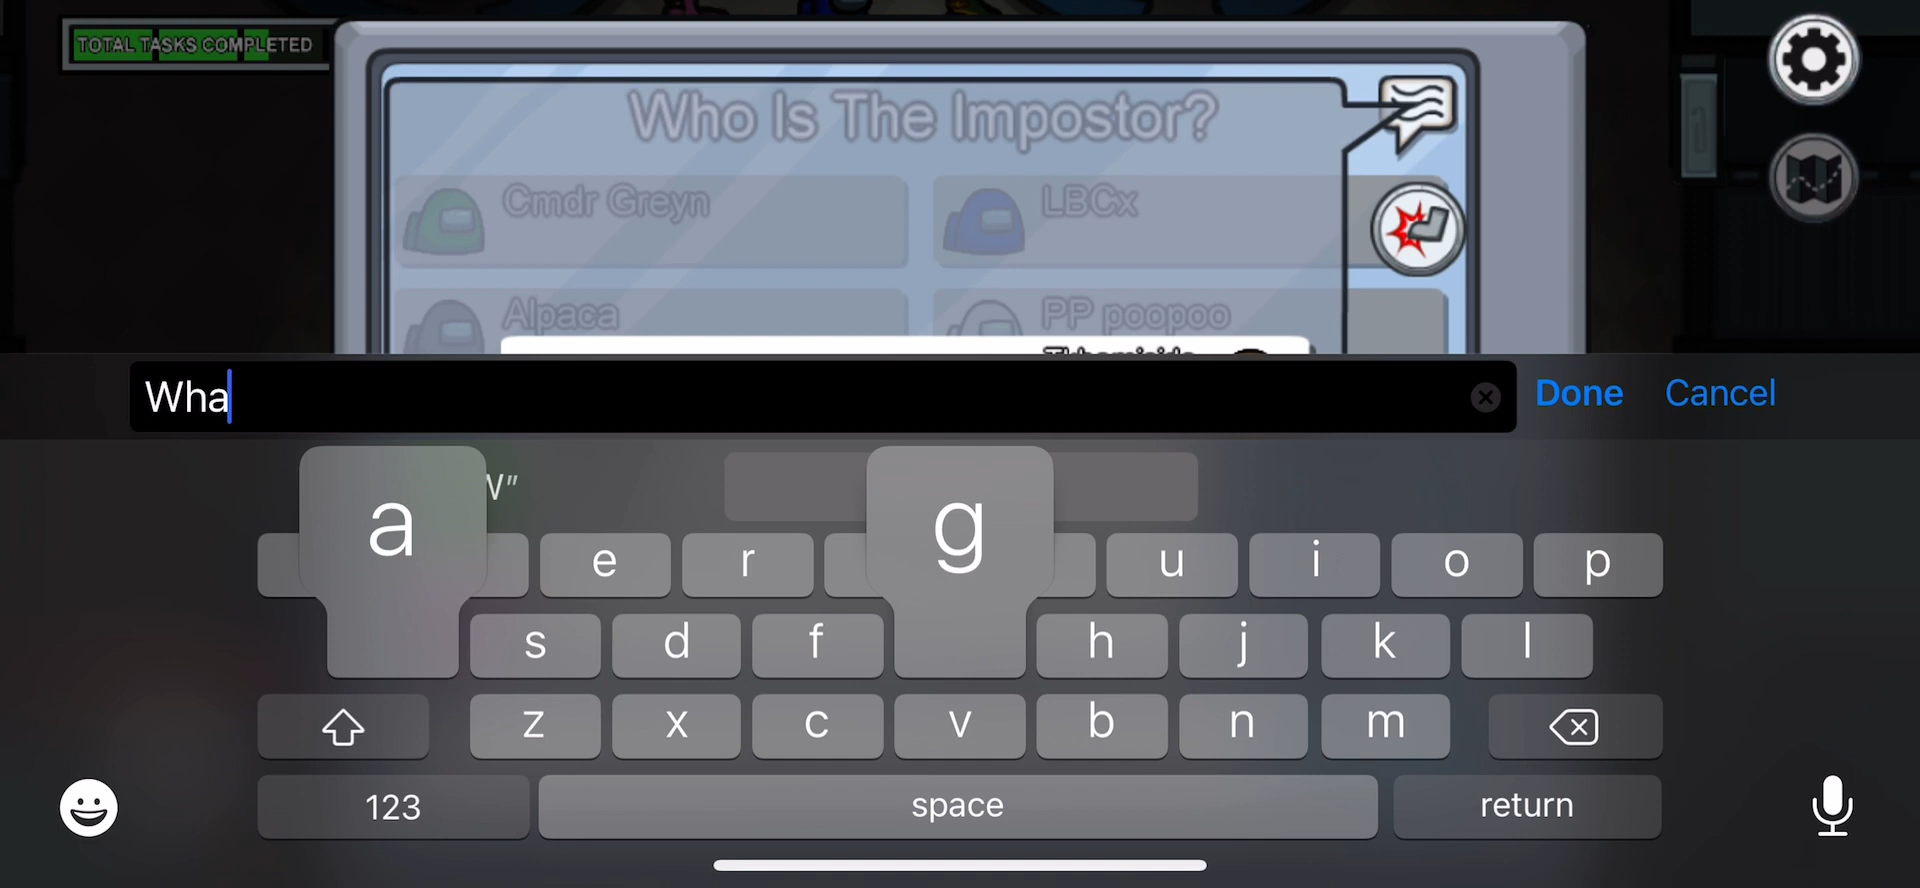 TOTAL TASKS COMPLETED
Who Is The Impostor?
Cmdr Greyn
LBCx
Alpaca
PP poopoo
Wha
Done
Cancel
a
g
e
r
u
i
o
p
s
d
f
h
j
k
l
z
x
c
v
b
n
m
123
space
return